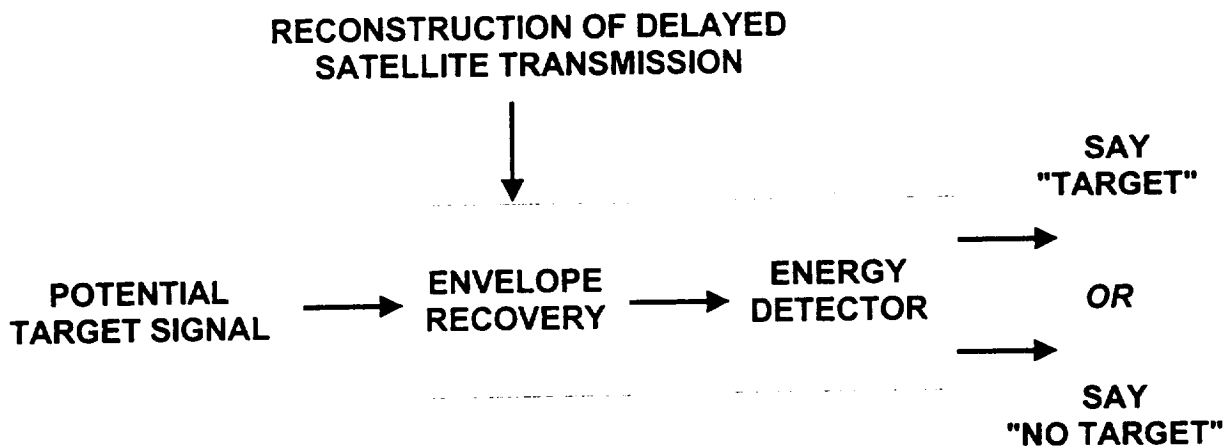 RECONSTRUCTION OF DELAYED
SATELLITE TRANSMISSION
SAY
"TARGET"
POTENTIAL
TARGET SIGNAL
ENVELOPE
RECOVERY
ENERGY
DETECTOR
OR
SAY
"NO TARGET"